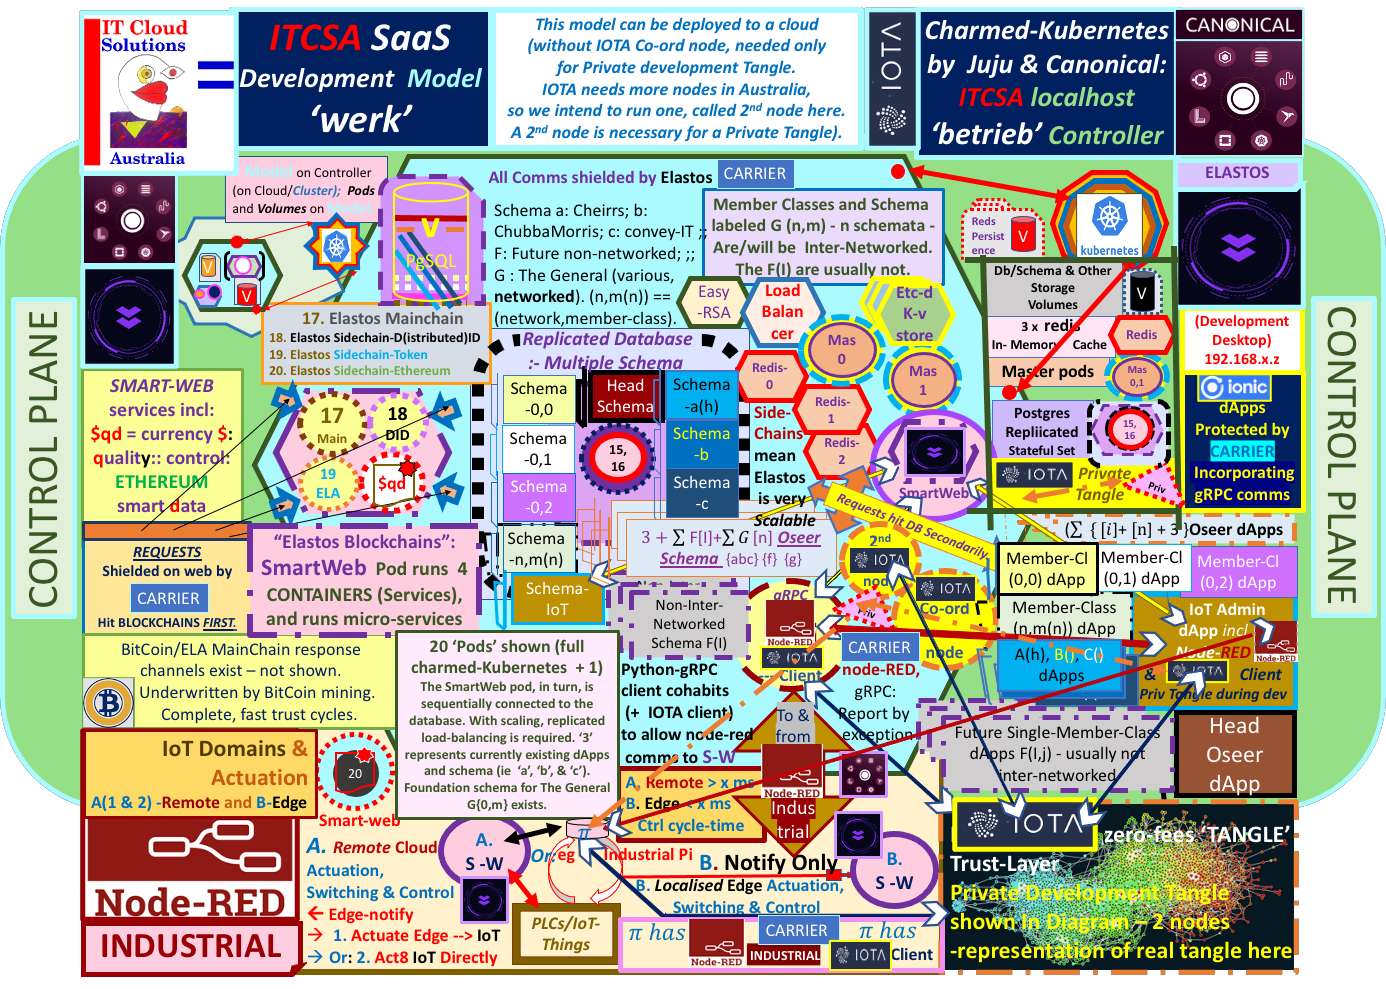 IT Cloud
Solutions
Australia
ITCSA SaaS
Development Model
‘werk’
This model can be deployed to a cloud
(without IOTA Co-ord node, needed only
for Private development Tangle.
IOTA needs more nodes in Australia,
so we intend to run one, called 2nd node here.
A 2nd node is necessary for a Private Tangle).
IOTA
Charmed-Kubernetes
by Juju & Canonical:
ITCSA localhost
‘betrieb’ Controller
CANONICAL
CONTROL PLANE
CONTROL PLANE
Model on Controller
(on Cloud/Cluster); Pods
and Volumes on Model
V
V
V
PgSQL
All Comms shielded by Elastos
CARRIER
Schema a: Cheirrs; b:
ChubbaMorris; c: convey-IT ;;
F: Future non-networked; ;;
G : The General (various,
networked). (n,m(n)) ==
(network,member-class).
Member Classes and Schema
labeled G (n,m) - n schemata -
Are/will be Inter-Networked.
The F(I) are usually not.
Reds
Persist
ence
V
kubernetes
ELASTOS
17. Elastos Mainchain
18. Elastos Sidechain-D(istributed)ID
19. Elastos Sidechain-Token
20. Elastos Sidechain-Ethereum
Easy
-RSA
Load
Balan
cer
Etc-d
K-v
store
Mas
0
Mas
1
Redis-
0
Redis-
1
Redis-
2
Db/Schema & Other
Storage
Volumes
V
3 x redis
In- Memory Cache
Redis
Master pods
Mas
0,1
Postgres
Repliicated
Stateful Set
15,
16
IOTA
Private
Tangle
Priv
(Development
Desktop)
192.168.x.z
ionic
dApps
Protected by
CARRIER
Incorporating
gRPC comms
SMART-WEB
services incl:
$qd = currency $:
quality:: control:
ETHEREUM
smart data
17
Main
18
DID
19
ELA
$qd
Replicated Database
:- Multiple Schema
Schema
-0,0
Head
Schema
Schema
-a(h)
Schema
-0,1
15,
16
Schema
-b
Schema
-0,2
Schema
-c
Schema
-n,m(n)
Schema-
IoT
Side-
Chains
mean
Elastos
is very
Scalable
SmartWeb
Requests hit DB Secondarily
3 + ∑ F[I]+∑ G [n] Oseer
Schema {abc} {f} {g}
(∑ { [i]+ [n] + 3 }Oseer dApps
REQUESTS
Shielded on web by
CARRIER
Hit BLOCKCHAINS FIRST.
“Elastos Blockchains”:
SmartWeb Pod runs 4
CONTAINERS (Services),
and runs micro-services
2nd
IOTA
node
IOTA
Co-ord
node
Priv
Non-Inter-
Networked
Schema F(I)
gRPC
Node-RED
IOTA
Client
CARRIER
node-RED,
gRPC:
Report by
exception
Member-Cl
(0,0) dApp
Member-Cl
(0,1) dApp
Member-Cl
(0,2) dApp
Member-Class
(n,m(n)) dApp
A(h), B(), C()
dApps
IoT Admin
dApp incl
Node-RED
Node-RED
& IOTA Client
Priv Tangle during dev
BitCoin/ELA MainChain response
channels exist – not shown.
Underwritten by BitCoin mining.
Complete, fast trust cycles.
20 ‘Pods’ shown (full
charmed-Kubernetes + 1)
The SmartWeb pod, in turn, is
sequentially connected to the
database. With scaling, replicated
load-balancing is required. ‘3’
represents currently existing dApps
and schema (ie ‘a’, ‘b’, & ‘c’).
Foundation schema for The General
G{0,m} exists.
Python-gRPC
client cohabits
(+ IOTA client)
to allow node-red
comms to S-W
To &
from
Node-RED
Indus
trial
Future Single-Member-Class
dApps F(I,j) - usually not
inter-networked
Head
Oseer
dApp
IoT Domains &
Actuation
A(1 & 2) -Remote and B-Edge
20
Smart-web
A. Remote > x ms
B. Edge < x ms
Ctrl cycle-time
Node-RED
INDUSTRIAL
A. Remote Cloud
Actuation,
Switching & Control
← Edge-notify
→ 1. Actuate Edge --> IoT
→ Or: 2. Act8 IoT Directly
A.
S -W
π
Or: eg Industrial Pi
PLCs/IoT-
Things
B. Notify Only
B. Localised Edge Actuation,
Switching & Control
B.
S -W
π has
Node-RED
CARRIER
INDUSTRIAL
π has
IOTA
Client
IOTA
zero-fees ‘TANGLE’
Trust-Layer
Private Development Tangle
shown In Diagram – 2 nodes
-representation of real tangle here